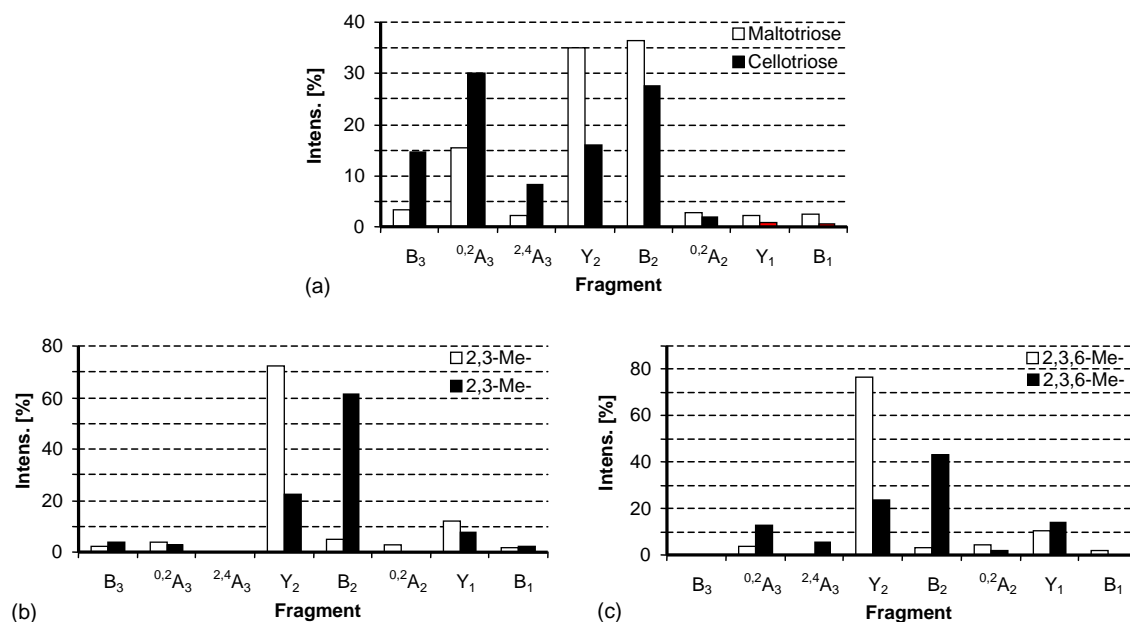 40
30
20
10
0
Intens. [%]
Maltotriose
Cellotriose
B₃
⁰,²A₃
²,⁴A₃
Y₂
B₂
⁰,²A₂
Y₁
B₁
Fragment
(a)
80
60
40
20
0
Intens. [%]
2,3-Me-
2,3-Me-
B₃
⁰,²A₃
²,⁴A₃
Y₂
B₂
⁰,²A₂
Y₁
B₁
Fragment
(b)
80
60
40
20
0
Intens. [%]
2,3,6-Me-
2,3,6-Me-
B₃
⁰,²A₃
²,⁴A₃
Y₂
B₂
⁰,²A₂
Y₁
B₁
Fragment
(c)